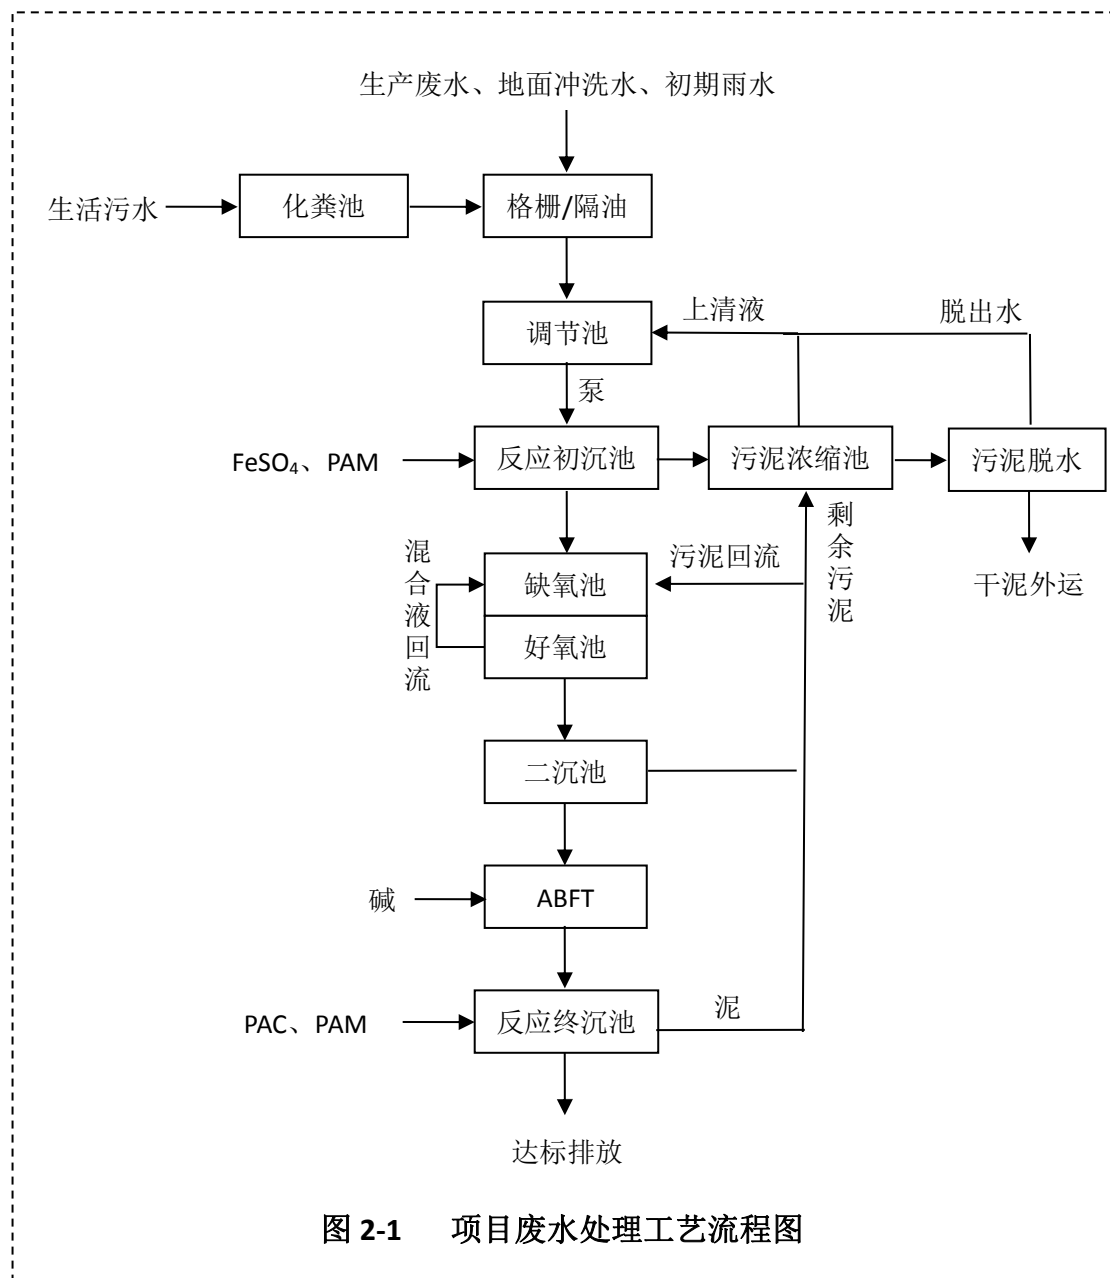 生产废水、地面冲洗水、初期雨水
生活污水
化粪池
格栅/隔油
上清液
脱出水
调节池
泵
FeSO₄、PAM
反应初沉池
污泥浓缩池
污泥脱水
混合液回流
缺氧池
污泥回流
剩余污泥
干泥外运
好氧池
二沉池
碱
ABFT
PAC、PAM
反应终沉池
泥
达标排放
图 2-1 项目废水处理工艺流程图